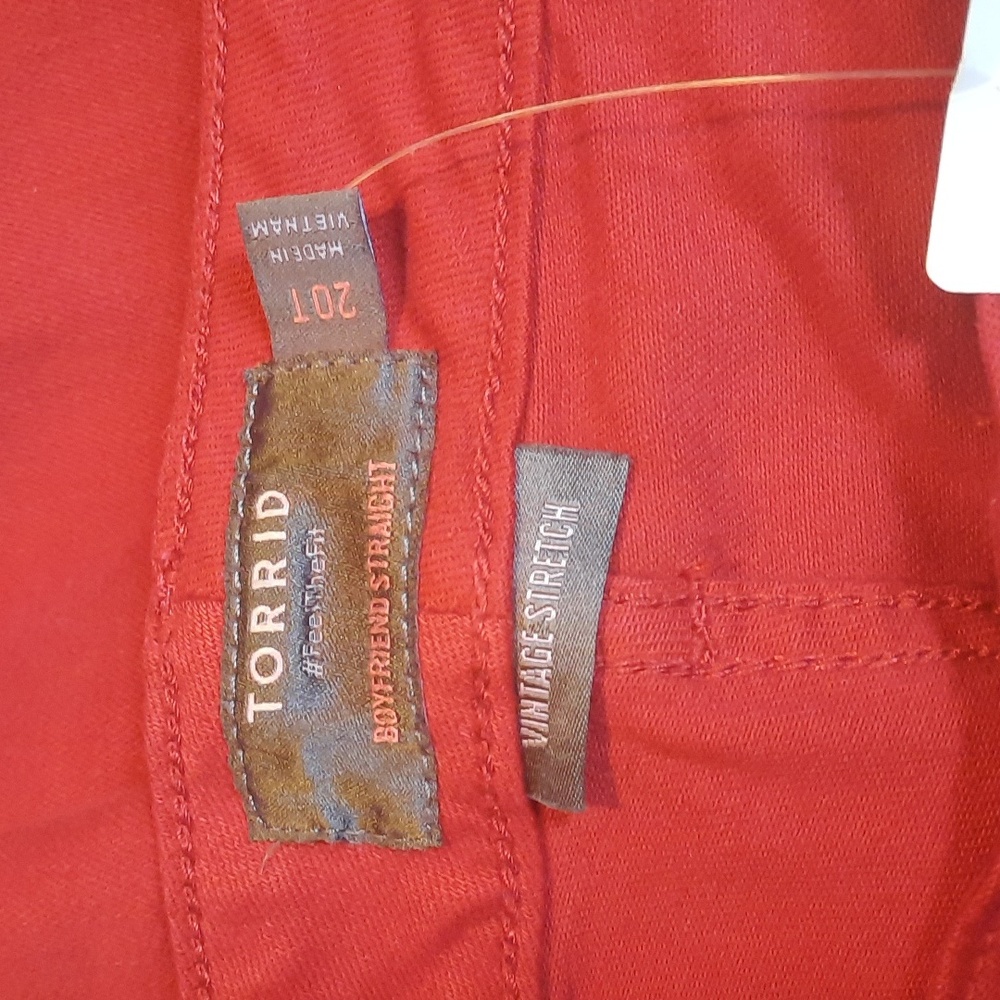 TORRID
#FeelTheFit
BOYFRIEND STRAIGHT
20T
MADE IN
VIETNAM
VINTAGE STRETCH